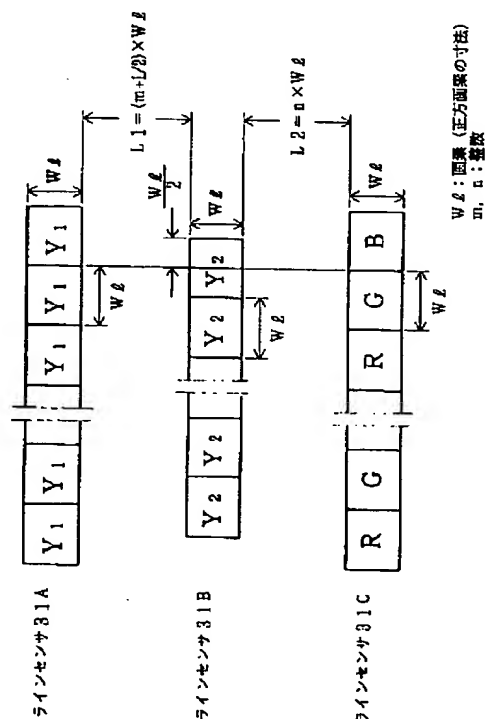 ラインセンサ31A
Y1 Y1 Y1 Y1 Y1
Wℓ
Wℓ
L1=(m+1/2)×Wℓ
ラインセンサ31B
Y2 Y2 Y2 Y2
Wℓ/2
Wℓ
Wℓ
L2=n×Wℓ
ラインセンサ31C
R G R G B
Wℓ
Wℓ
Wℓ:画素(正方画素の寸法)
m, n:整数